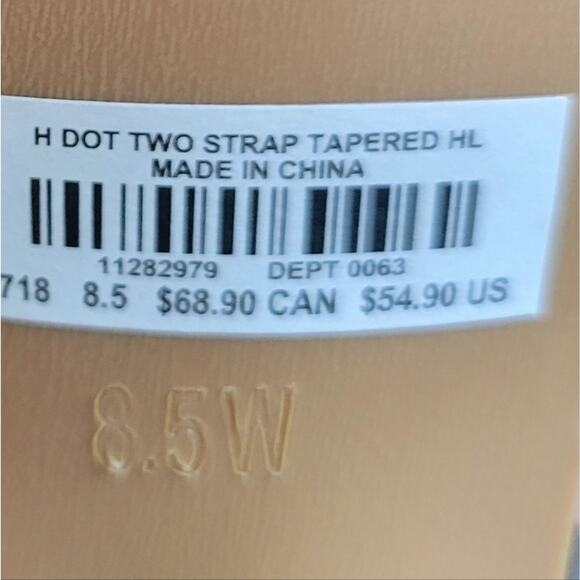 H DOT TWO STRAP TAPERED HL
MADE IN CHINA
11282979 DEPT 0063
718 8.5 $68.90 CAN $54.90 US
8.5W